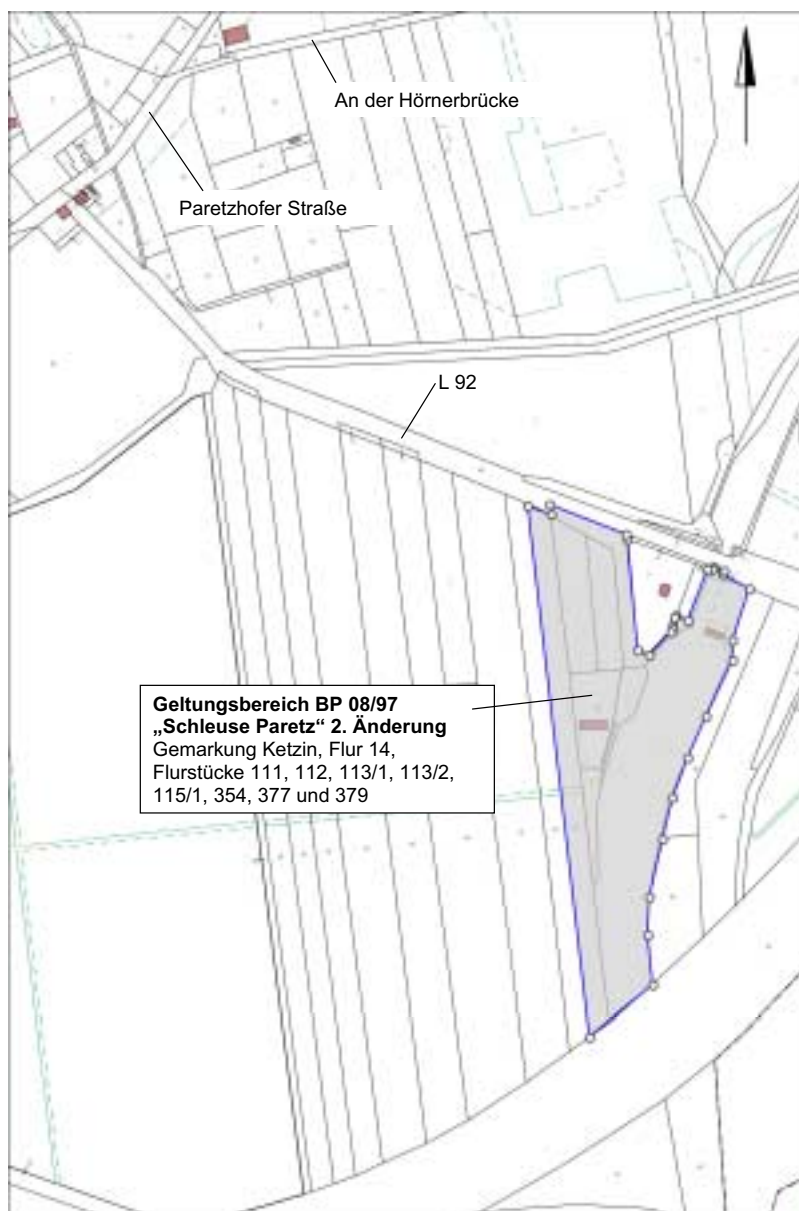 An der Hörnerbrücke
Paretzhofer Straße
L 92
Geltungsbereich BP 08/97
„Schleuse Paretz“ 2. Änderung
Gemarkung Ketzin, Flur 14,
Flurstücke 111, 112, 113/1, 113/2,
115/1, 354, 377 und 379